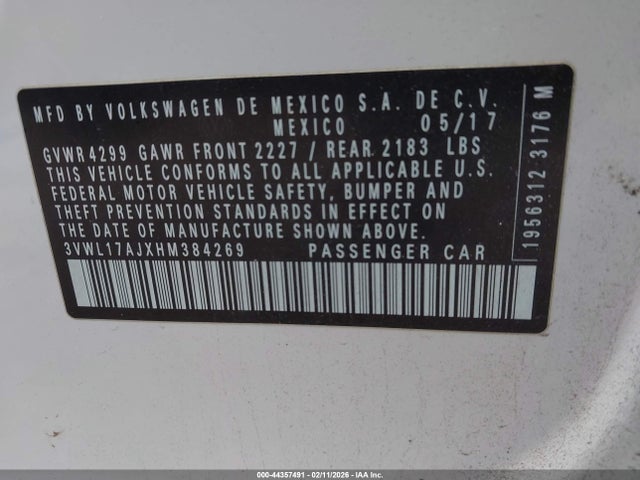 MFD BY VOLKSWAGEN DE MEXICO S.A. DE C.V.
MEXICO 05/17
GVWR 4299 GAWR FRONT 2227 / REAR 2183 LBS
THIS VEHICLE CONFORMS TO ALL APPLICABLE U.S.
FEDERAL MOTOR VEHICLE SAFETY, BUMPER AND
THEFT PREVENTION STANDARDS IN EFFECT ON
THE DATE OF MANUFACTURE SHOWN ABOVE.
3VWL17AJXHM384269 PASSENGER CAR
1956312 3176 M
000-44357491 - 02/11/2026 - IAA Inc.